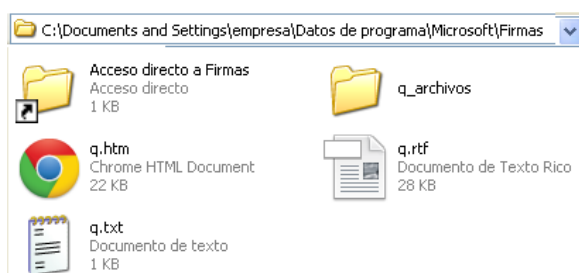 C:\Documents and Settings\empresa\Datos de programa\Microsoft\Firmas
Acceso directo a Firmas
Acceso directo
1 KB
q_archivos
q.htm
Chrome HTML Document
22 KB
q.rtf
Documento de Texto Rico
28 KB
q.txt
Documento de texto
1 KB